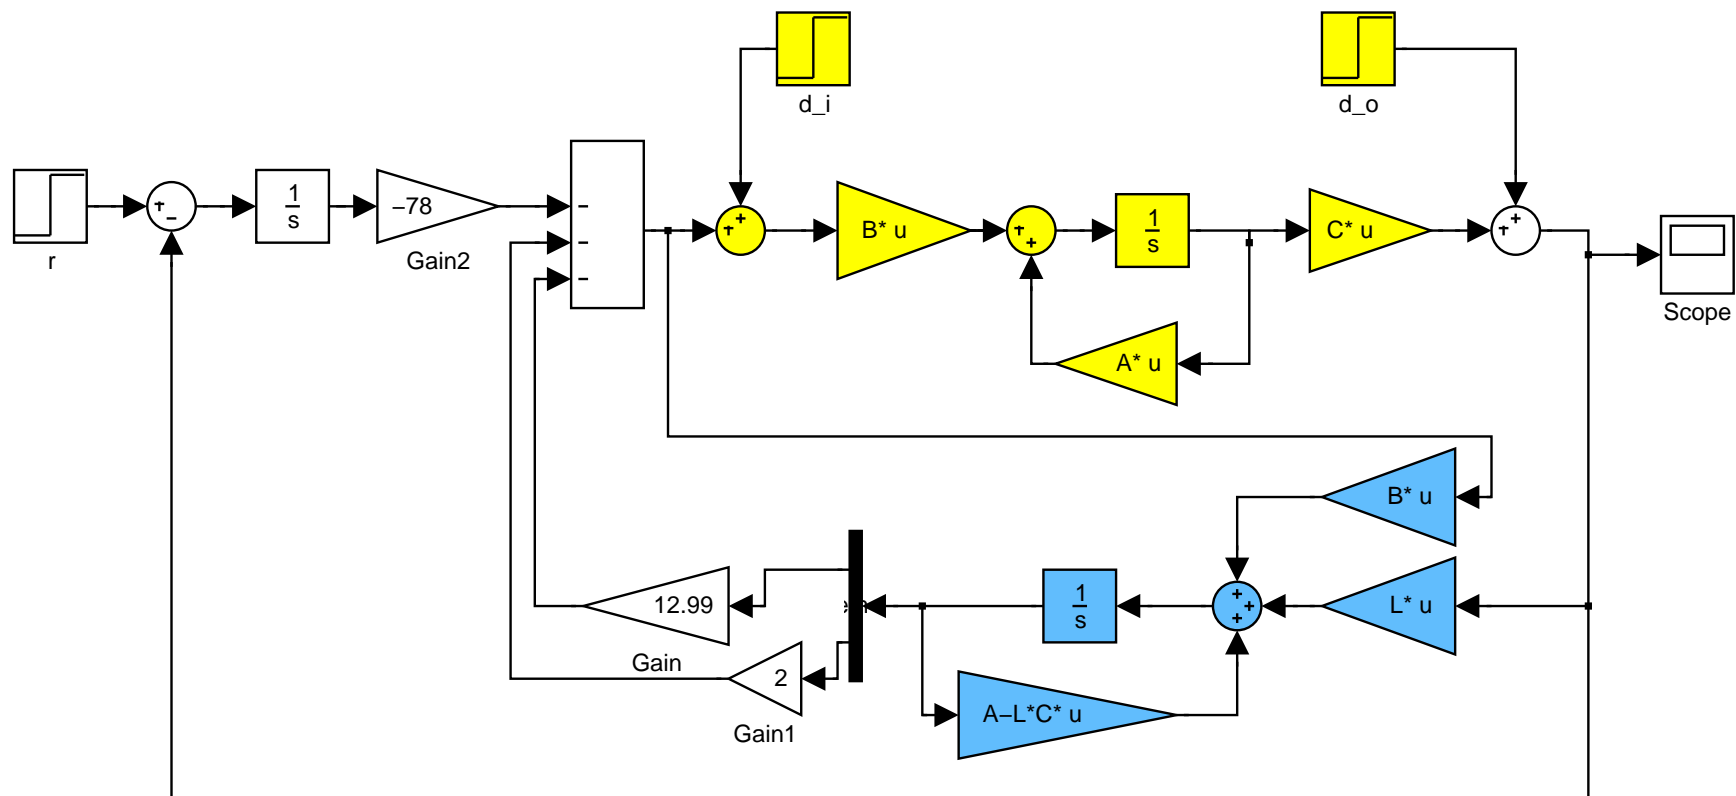 d_i
d_o
r
+
−
1
s
−78
Gain2
−
−
−
+
+
B* u
+
+
1
s
C* u
+
+
Scope
A* u
B* u
12.99
Gain
2
Gain1
1
s
+
+
+
L* u
A−L*C* u